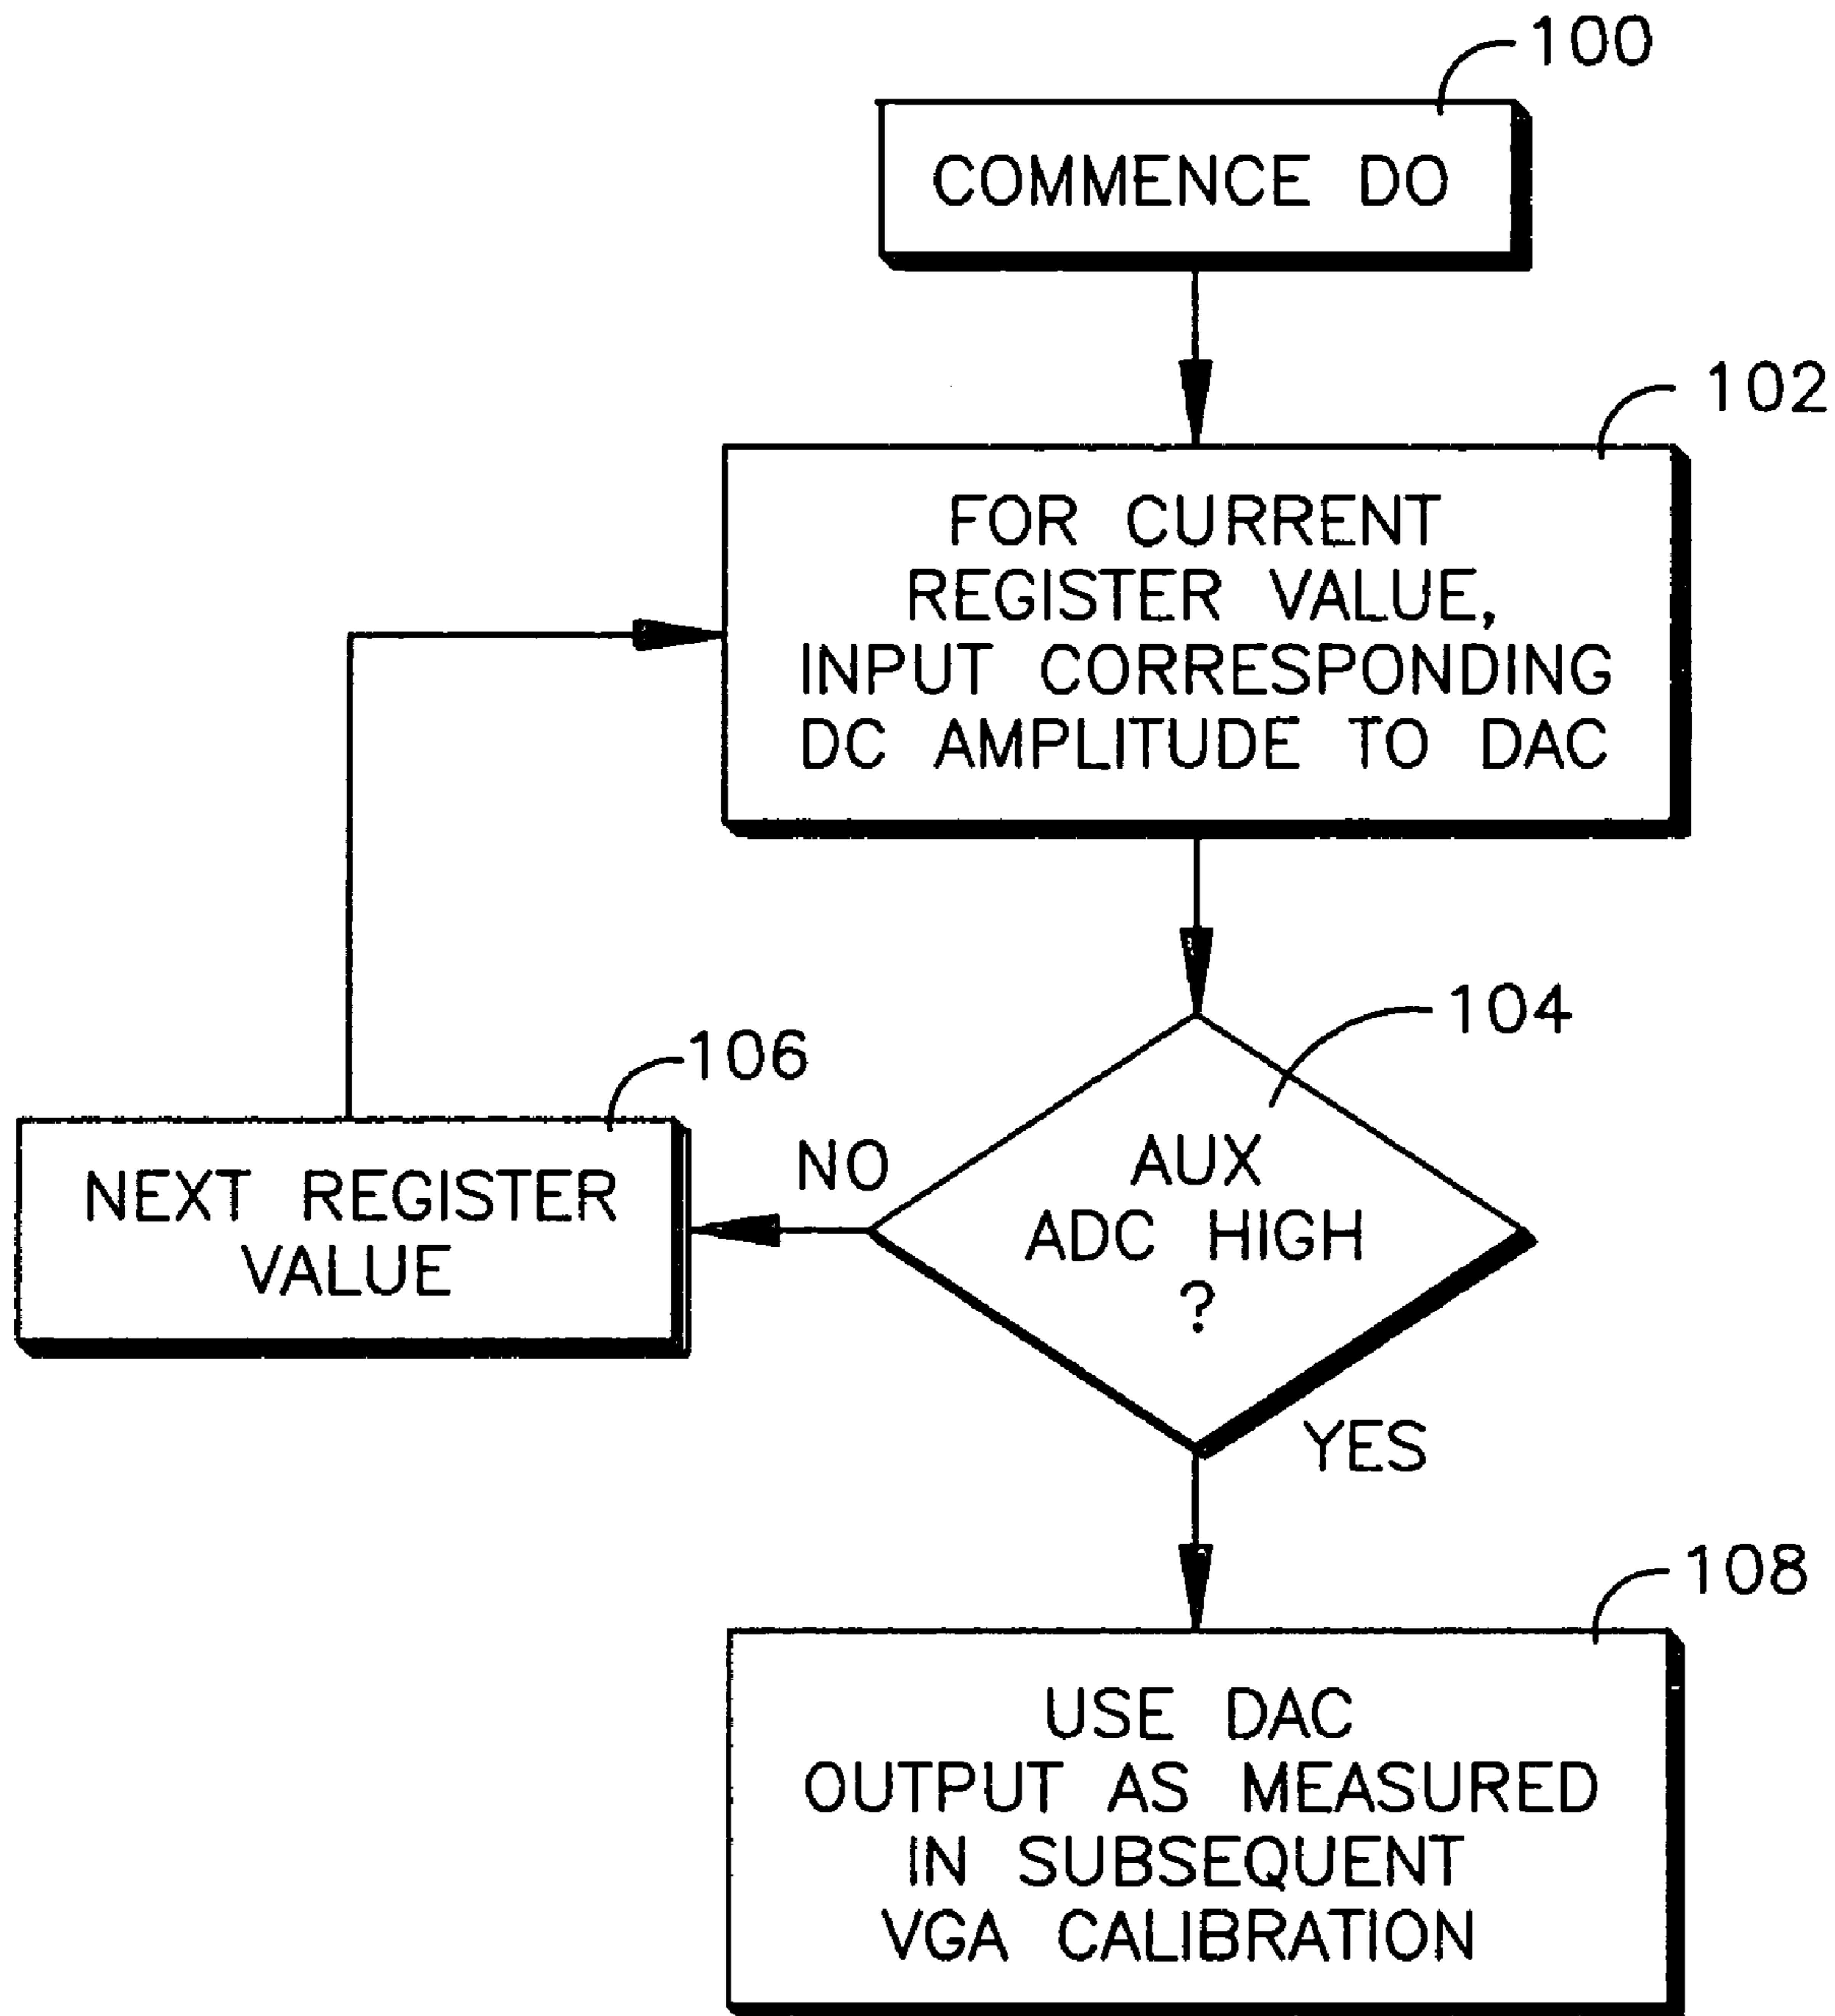 100
COMMENCE DO
102
FOR CURRENT
REGISTER VALUE,
INPUT CORRESPONDING
DC AMPLITUDE TO DAC
104
106
NO
AUX
ADC HIGH
?
NEXT REGISTER
VALUE
YES
108
USE DAC
OUTPUT AS MEASURED
IN SUBSEQUENT
VGA CALIBRATION